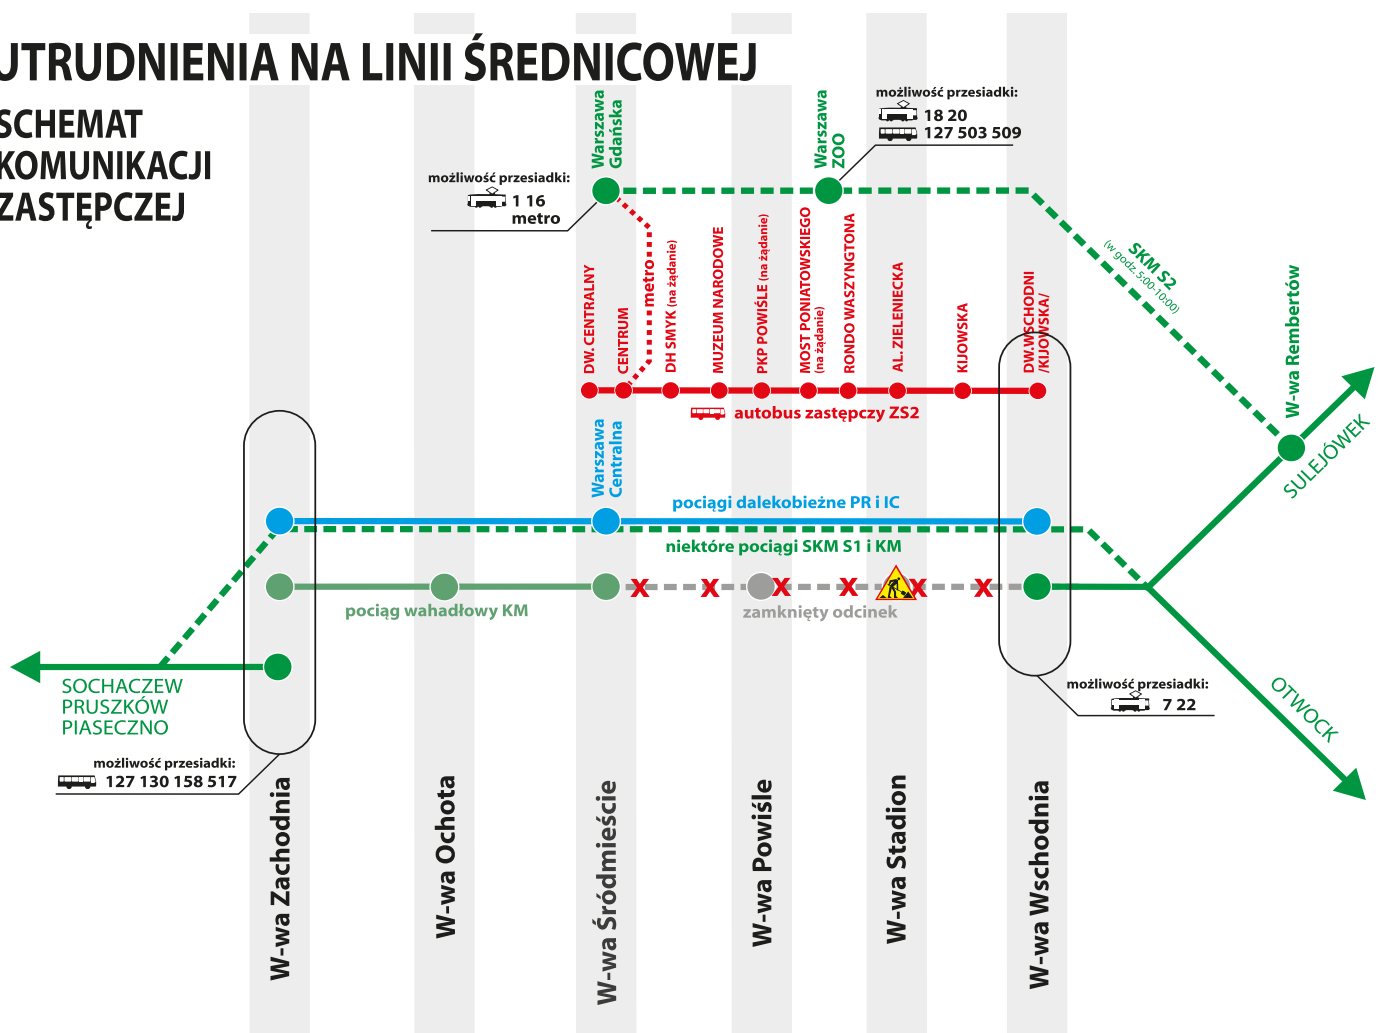 UTRUDNIENIA NA LINII ŚREDNICOWEJ
SCHEMAT
KOMUNIKACJI
ZASTĘPCZEJ
Warszawa
Gdańska
Warszawa
ZOO
możliwość przesiadki:
18 20
127 503 509
możliwość przesiadki:
1 16
metro
metro
SKM S2
(w godz. 5:00-10:00)
W-wa Rembertów
DW. CENTRALNY
CENTRUM
DH SMYK (na żądanie)
MUZEUM NARODOWE
PKP POWIŚLE (na żądanie)
MOST PONIATOWSKIEGO
(na żądanie)
RONDO WASZYNGTONA
AL. ZIELENIECKA
KIJOWSKA
DW.WSCHODNI
/KIJOWSKA/
autobus zastępczy ZS2
Warszawa
Centralna
pociągi dalekobieżne PR i IC
niektóre pociągi SKM S1 i KM
SULEJÓWEK
X X X X X X
pociąg wahadłowy KM
zamknięty odcinek
SOCHACZEW
PRUSZKÓW
PIASECZNO
OTWOCK
możliwość przesiadki:
7 22
możliwość przesiadki:
127 130 158 517
W-wa Zachodnia
W-wa Ochota
W-wa Śródmieście
W-wa Powiśle
W-wa Stadion
W-wa Wschodnia